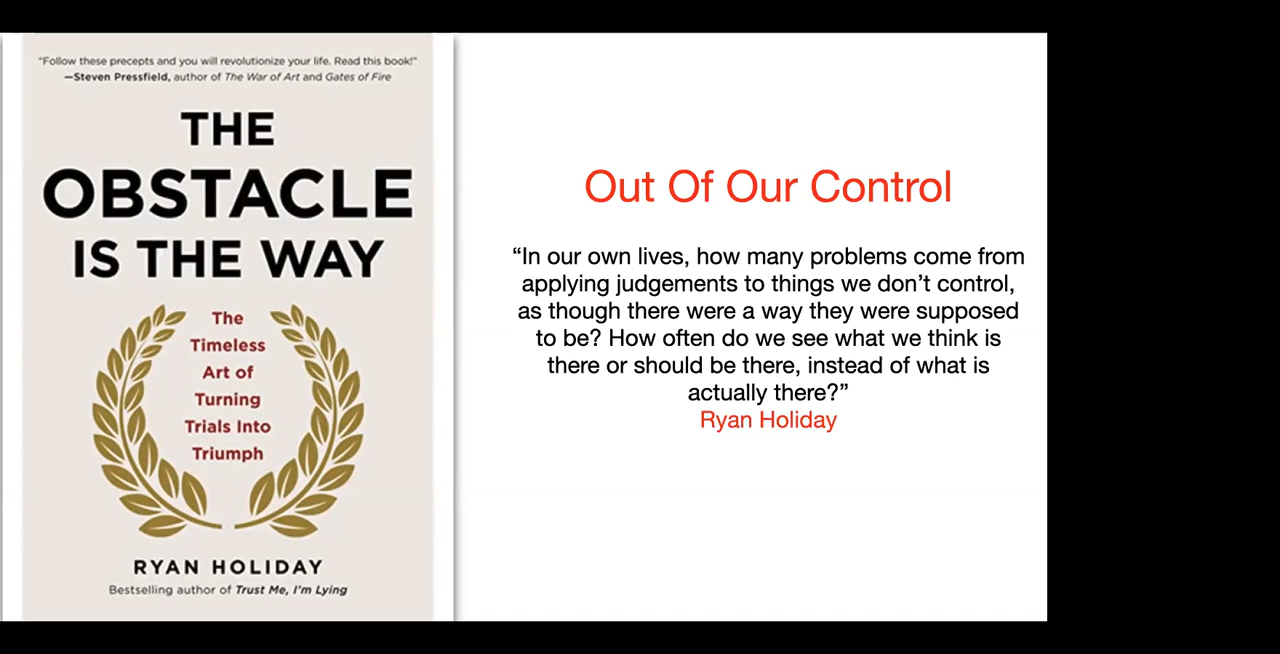 “Follow these precepts and you will revolutionize your life. Read this book!”
—Steven Pressfield, author of The War of Art and Gates of Fire
THE
OBSTACLE
IS THE WAY
The
Timeless
Art of
Turning
Trials Into
Triumph
RYAN HOLIDAY
Bestselling author of Trust Me, I'm Lying
Out Of Our Control
“In our own lives, how many problems come from
applying judgements to things we don’t control,
as though there were a way they were supposed
to be? How often do we see what we think is
there or should be there, instead of what is
actually there?”
Ryan Holiday